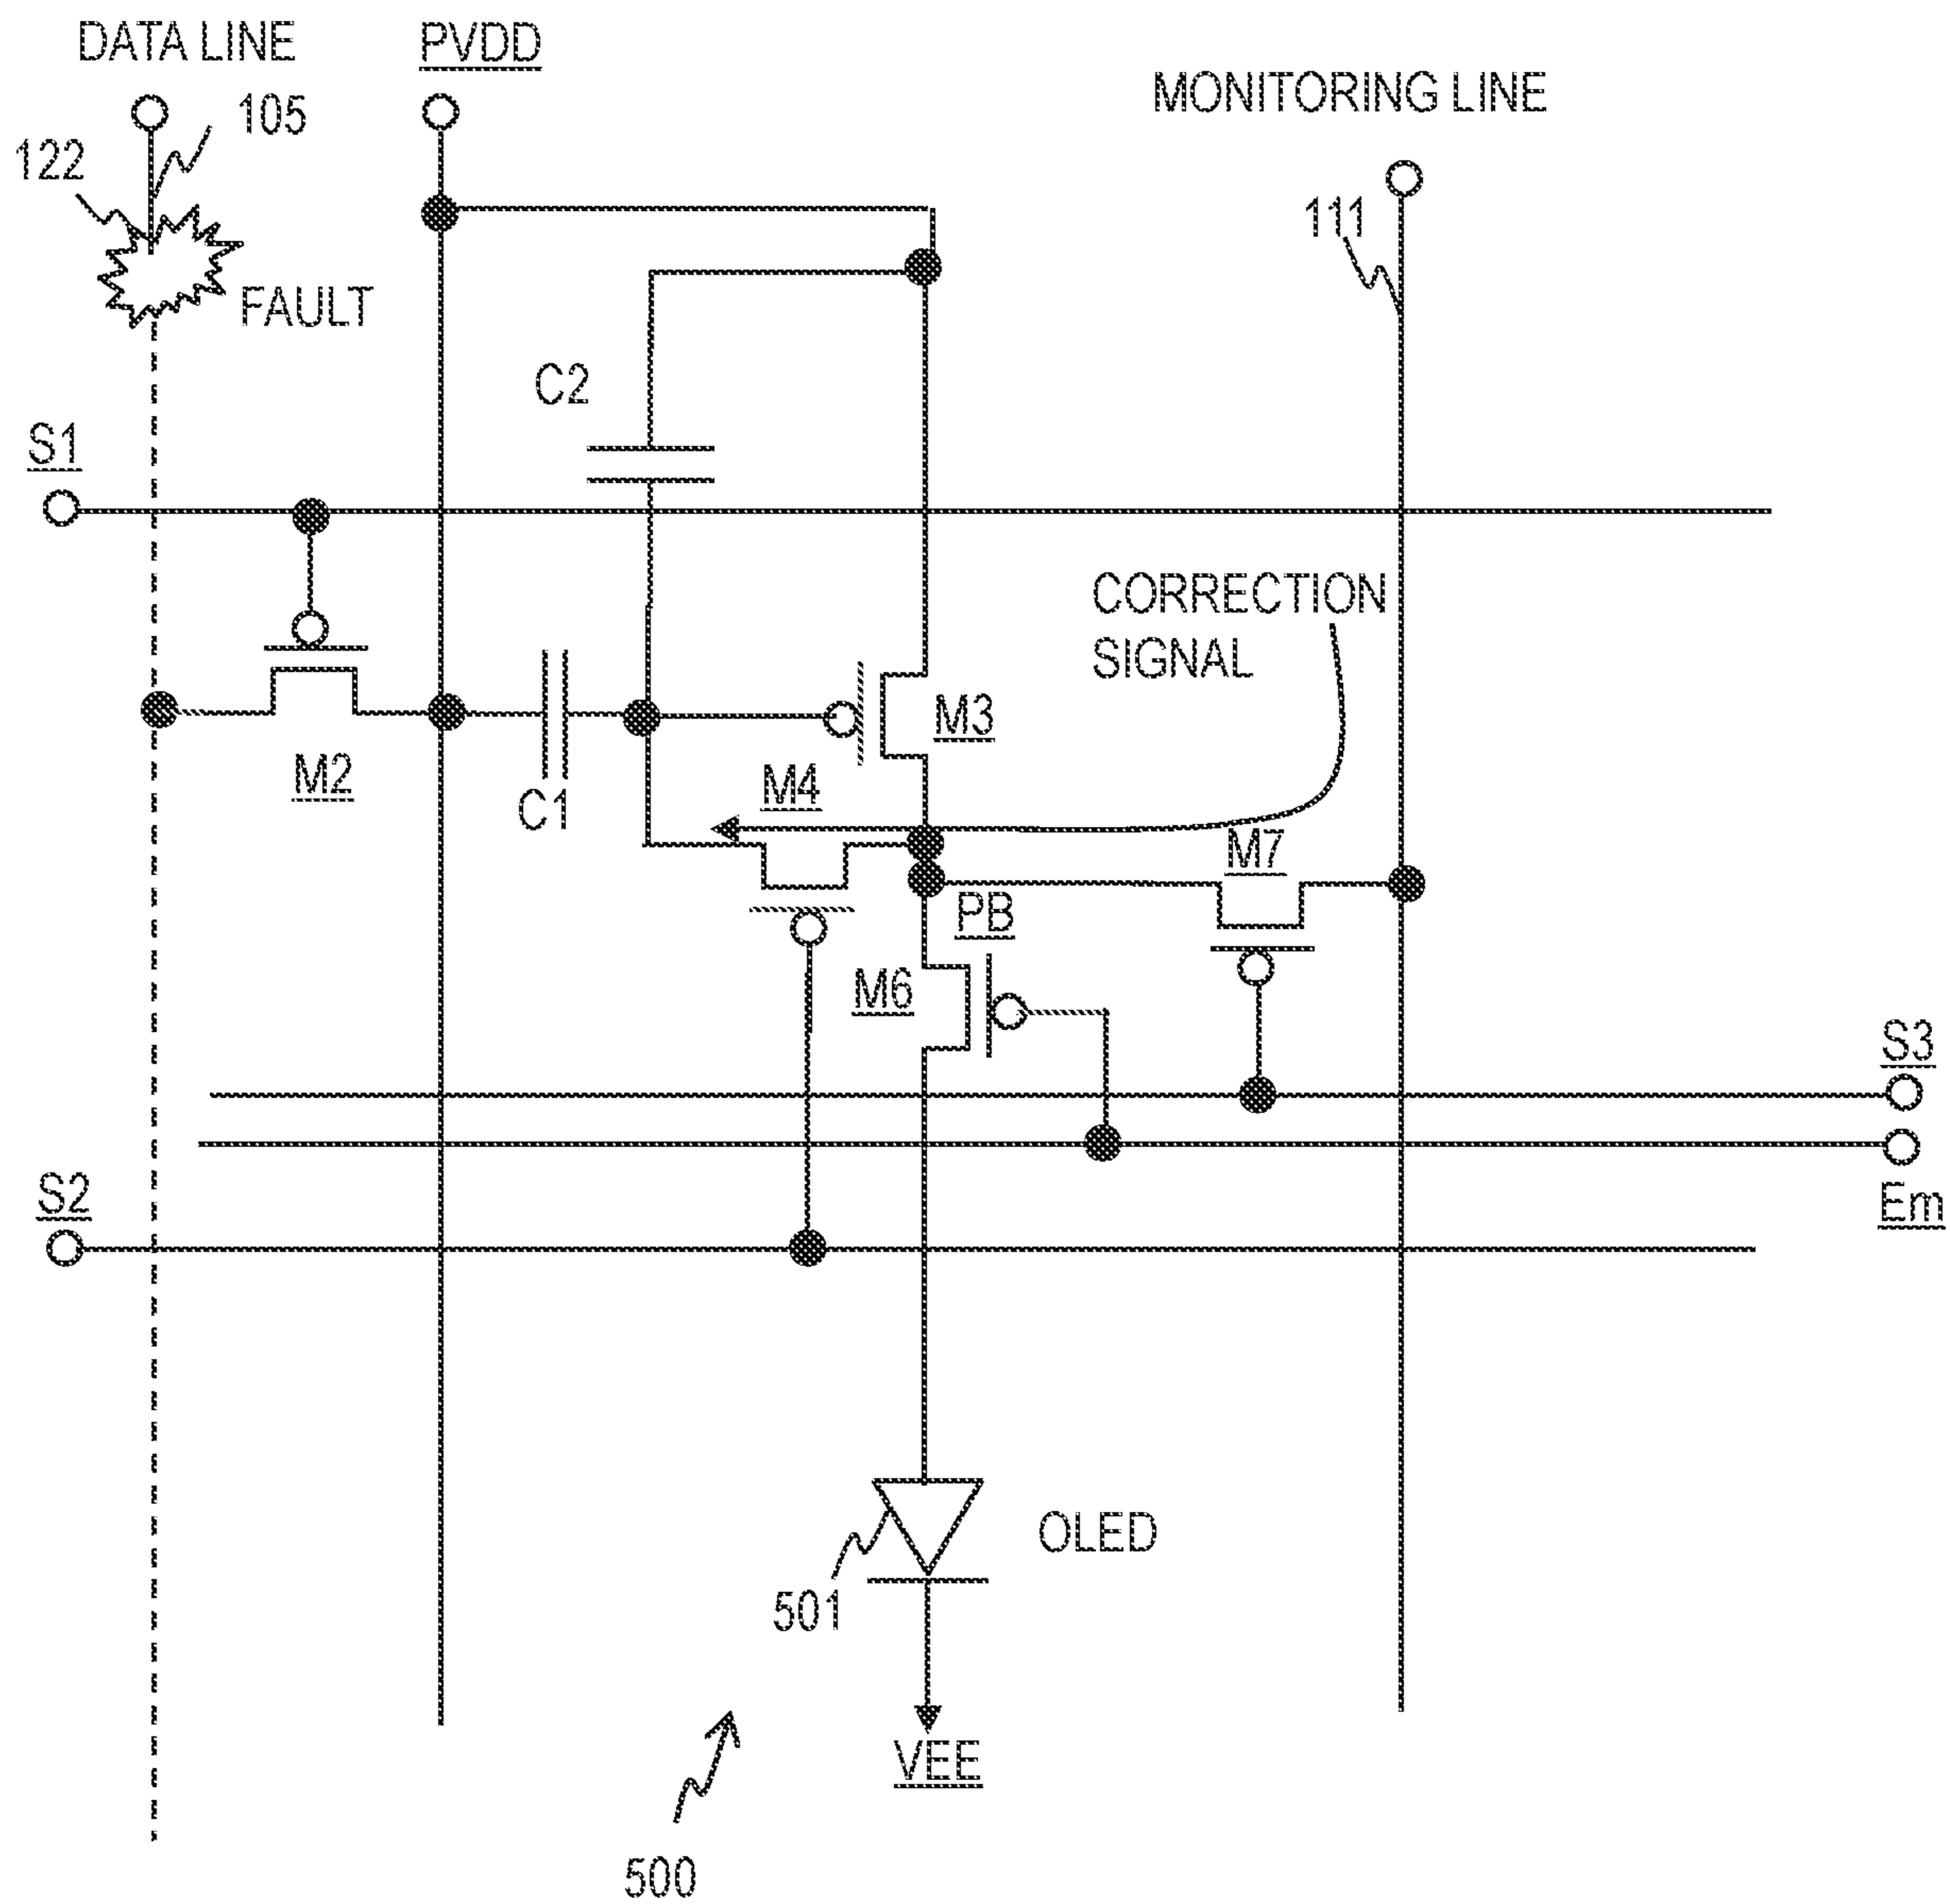 DATA LINE
PVDD
MONITORING LINE
105
122
111
FAULT
C2
S1
CORRECTION
SIGNAL
M3
M2
M4
C1
M7
PB
M6
S3
S2
Em
OLED
501
VEE
500